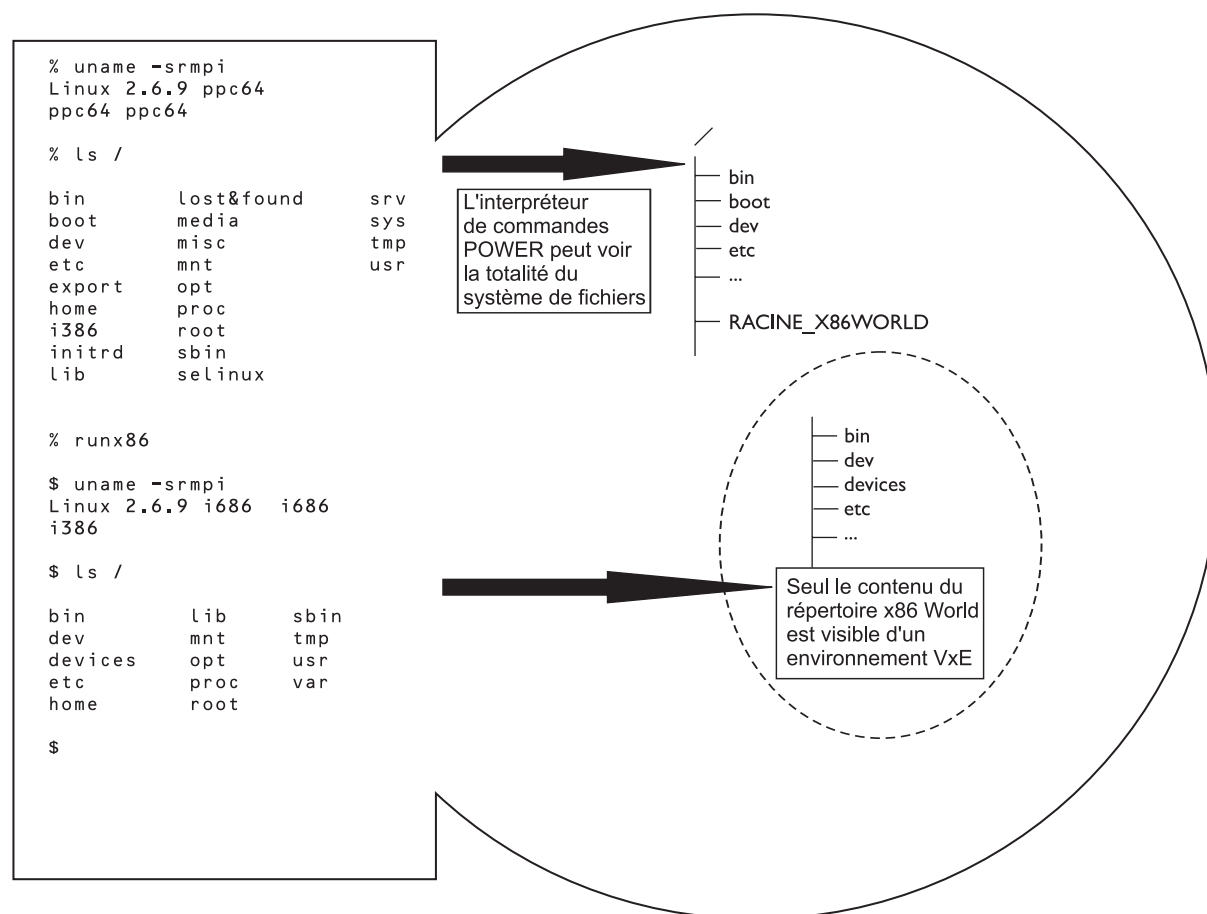 % uname -srmpi
Linux 2.6.9 ppc64
ppc64 ppc64
% ls /
bin lost&found srv
boot media sys
dev misc tmp
etc mnt usr
export opt
home proc
i386 root
initrd sbin
lib selinux
% runx86
$ uname -srmpi
Linux 2.6.9 i686 i686
i386
$ ls /
bin lib sbin
dev mnt tmp
devices opt usr
etc proc var
home root
$
L'interpréteur
de commandes
POWER peut voir
la totalité du
système de fichiers
/
bin
boot
dev
etc
...
RACINE_X86WORLD
bin
dev
devices
etc
...
Seul le contenu du
répertoire x86 World
est visible d'un
environnement VxE